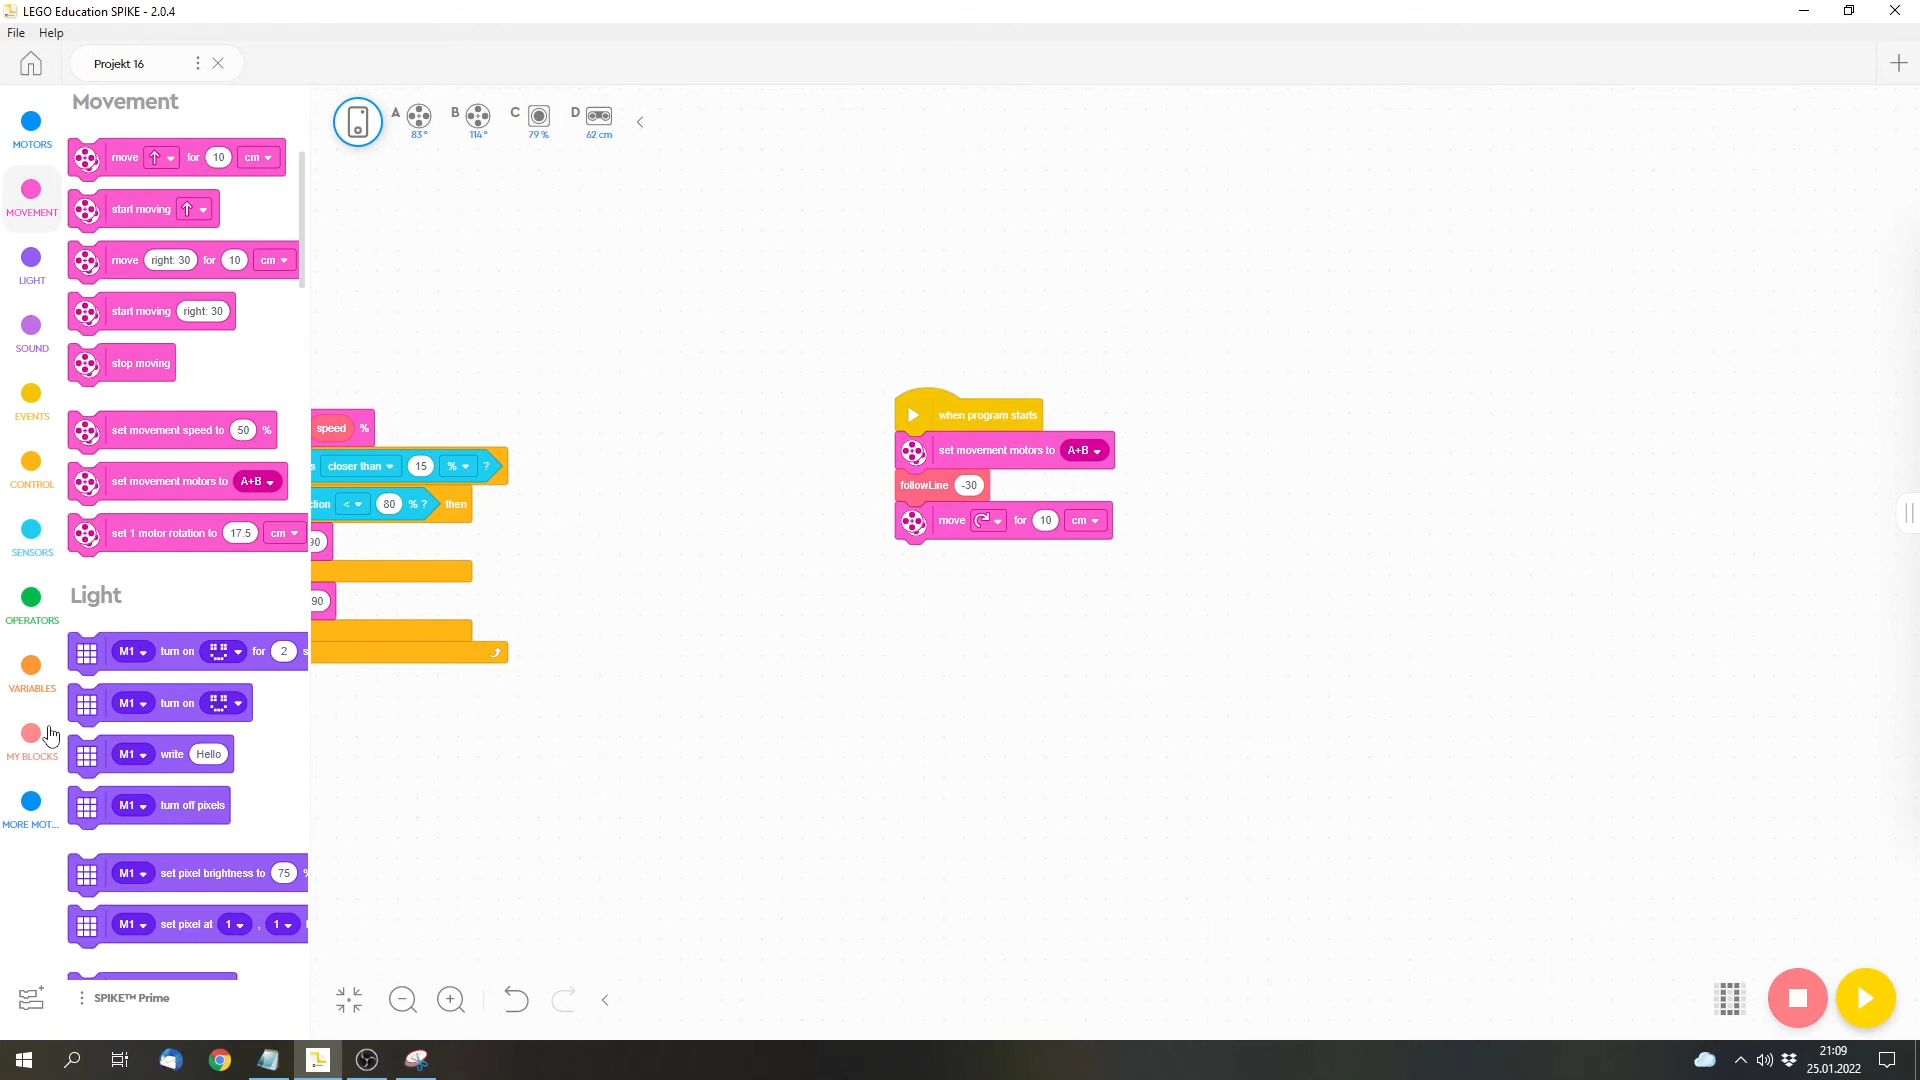 LEGO Education SPIKE - 2.0.4
File Help
Projekt 16
Movement
MOTORS
MOVEMENT
LIGHT
SOUND
EVENTS
CONTROL
SENSORS
OPERATORS
VARIABLES
MY BLOCKS
MORE MOT...
move for 10 cm
start moving
move right: 30 for 10 cm
start moving right: 30
stop moving
set movement speed to 50 %
set movement motors to A+B
set 1 motor rotation to 17.5 cm
Light
M1 turn on for 2 s
M1 turn on
M1 write Hello
M1 turn off pixels
M1 set pixel brightness to 75 %
M1 set pixel at 1 , 1
SPIKE™ Prime
A 83° B 114° C 79 % D 62 cm
speed %
s closer than 15 % ?
ction < 80 % ? then
90
90
when program starts
set movement motors to A+B
followLine -30
move for 10 cm
21:09
25.01.2022